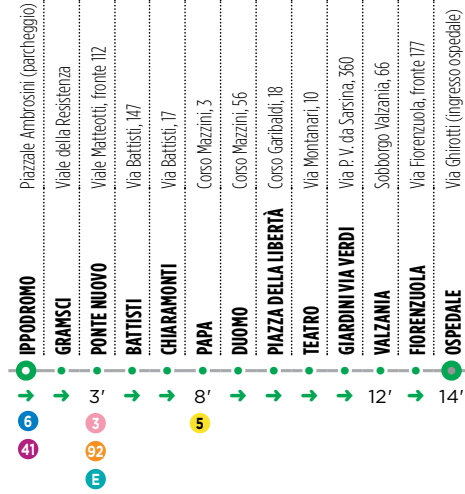 Piazzale Ambrosini (parcheggio)
Viale della Resistenza
Viale Matteotti, fronte 112
Via Battisti, 147
Via Battisti, 17
Corso Mazzini, 3
Corso Mazzini, 56
Corso Garibaldi, 18
Via Montanari, 10
Via P. V. da Sarsina, 360
Sobborgo Valzania, 66
Via Fiorenzuola, fronte 177
Via Ghirotti (ingresso ospedale)
IPPODROMO
GRAMSCI
PONTE NUOVO
BATTISTI
CHIARAMONTI
PAPA
DUOMO
PIAZZA DELLA LIBERTÀ
TEATRO
GIARDINI VIA VERDI
VALZANIA
FIORENZUOLA
OSPEDALE
➔ ➔ 3' ➔ ➔ 8' ➔ ➔ ➔ ➔ 12' ➔ 14'
6 3 5
41 92
E